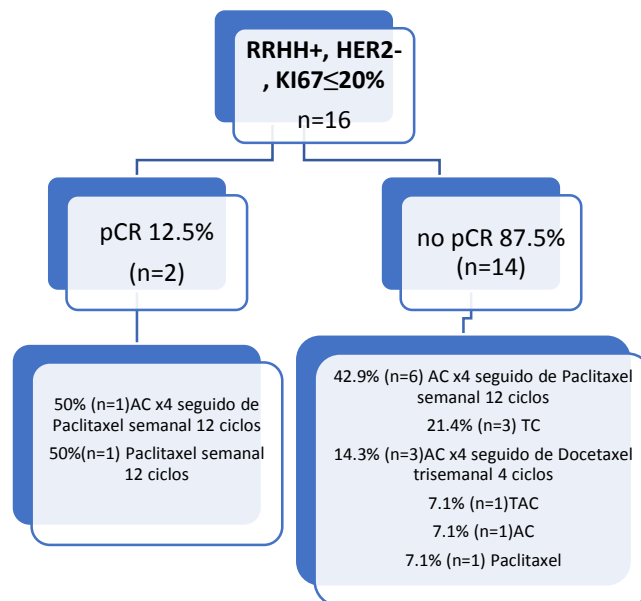 RRHH+, HER2-
, KI67≤20%
n=16
pCR 12.5%
(n=2)
no pCR 87.5%
(n=14)
50% (n=1)AC x4 seguido de
Paclitaxel semanal 12 ciclos
50%(n=1) Paclitaxel semanal
12 ciclos
42.9% (n=6) AC x4 seguido de Paclitaxel
semanal 12 ciclos
21.4% (n=3) TC
14.3% (n=3)AC x4 seguido de Docetaxel
trisemanal 4 ciclos
7.1% (n=1)TAC
7.1% (n=1)AC
7.1% (n=1) Paclitaxel